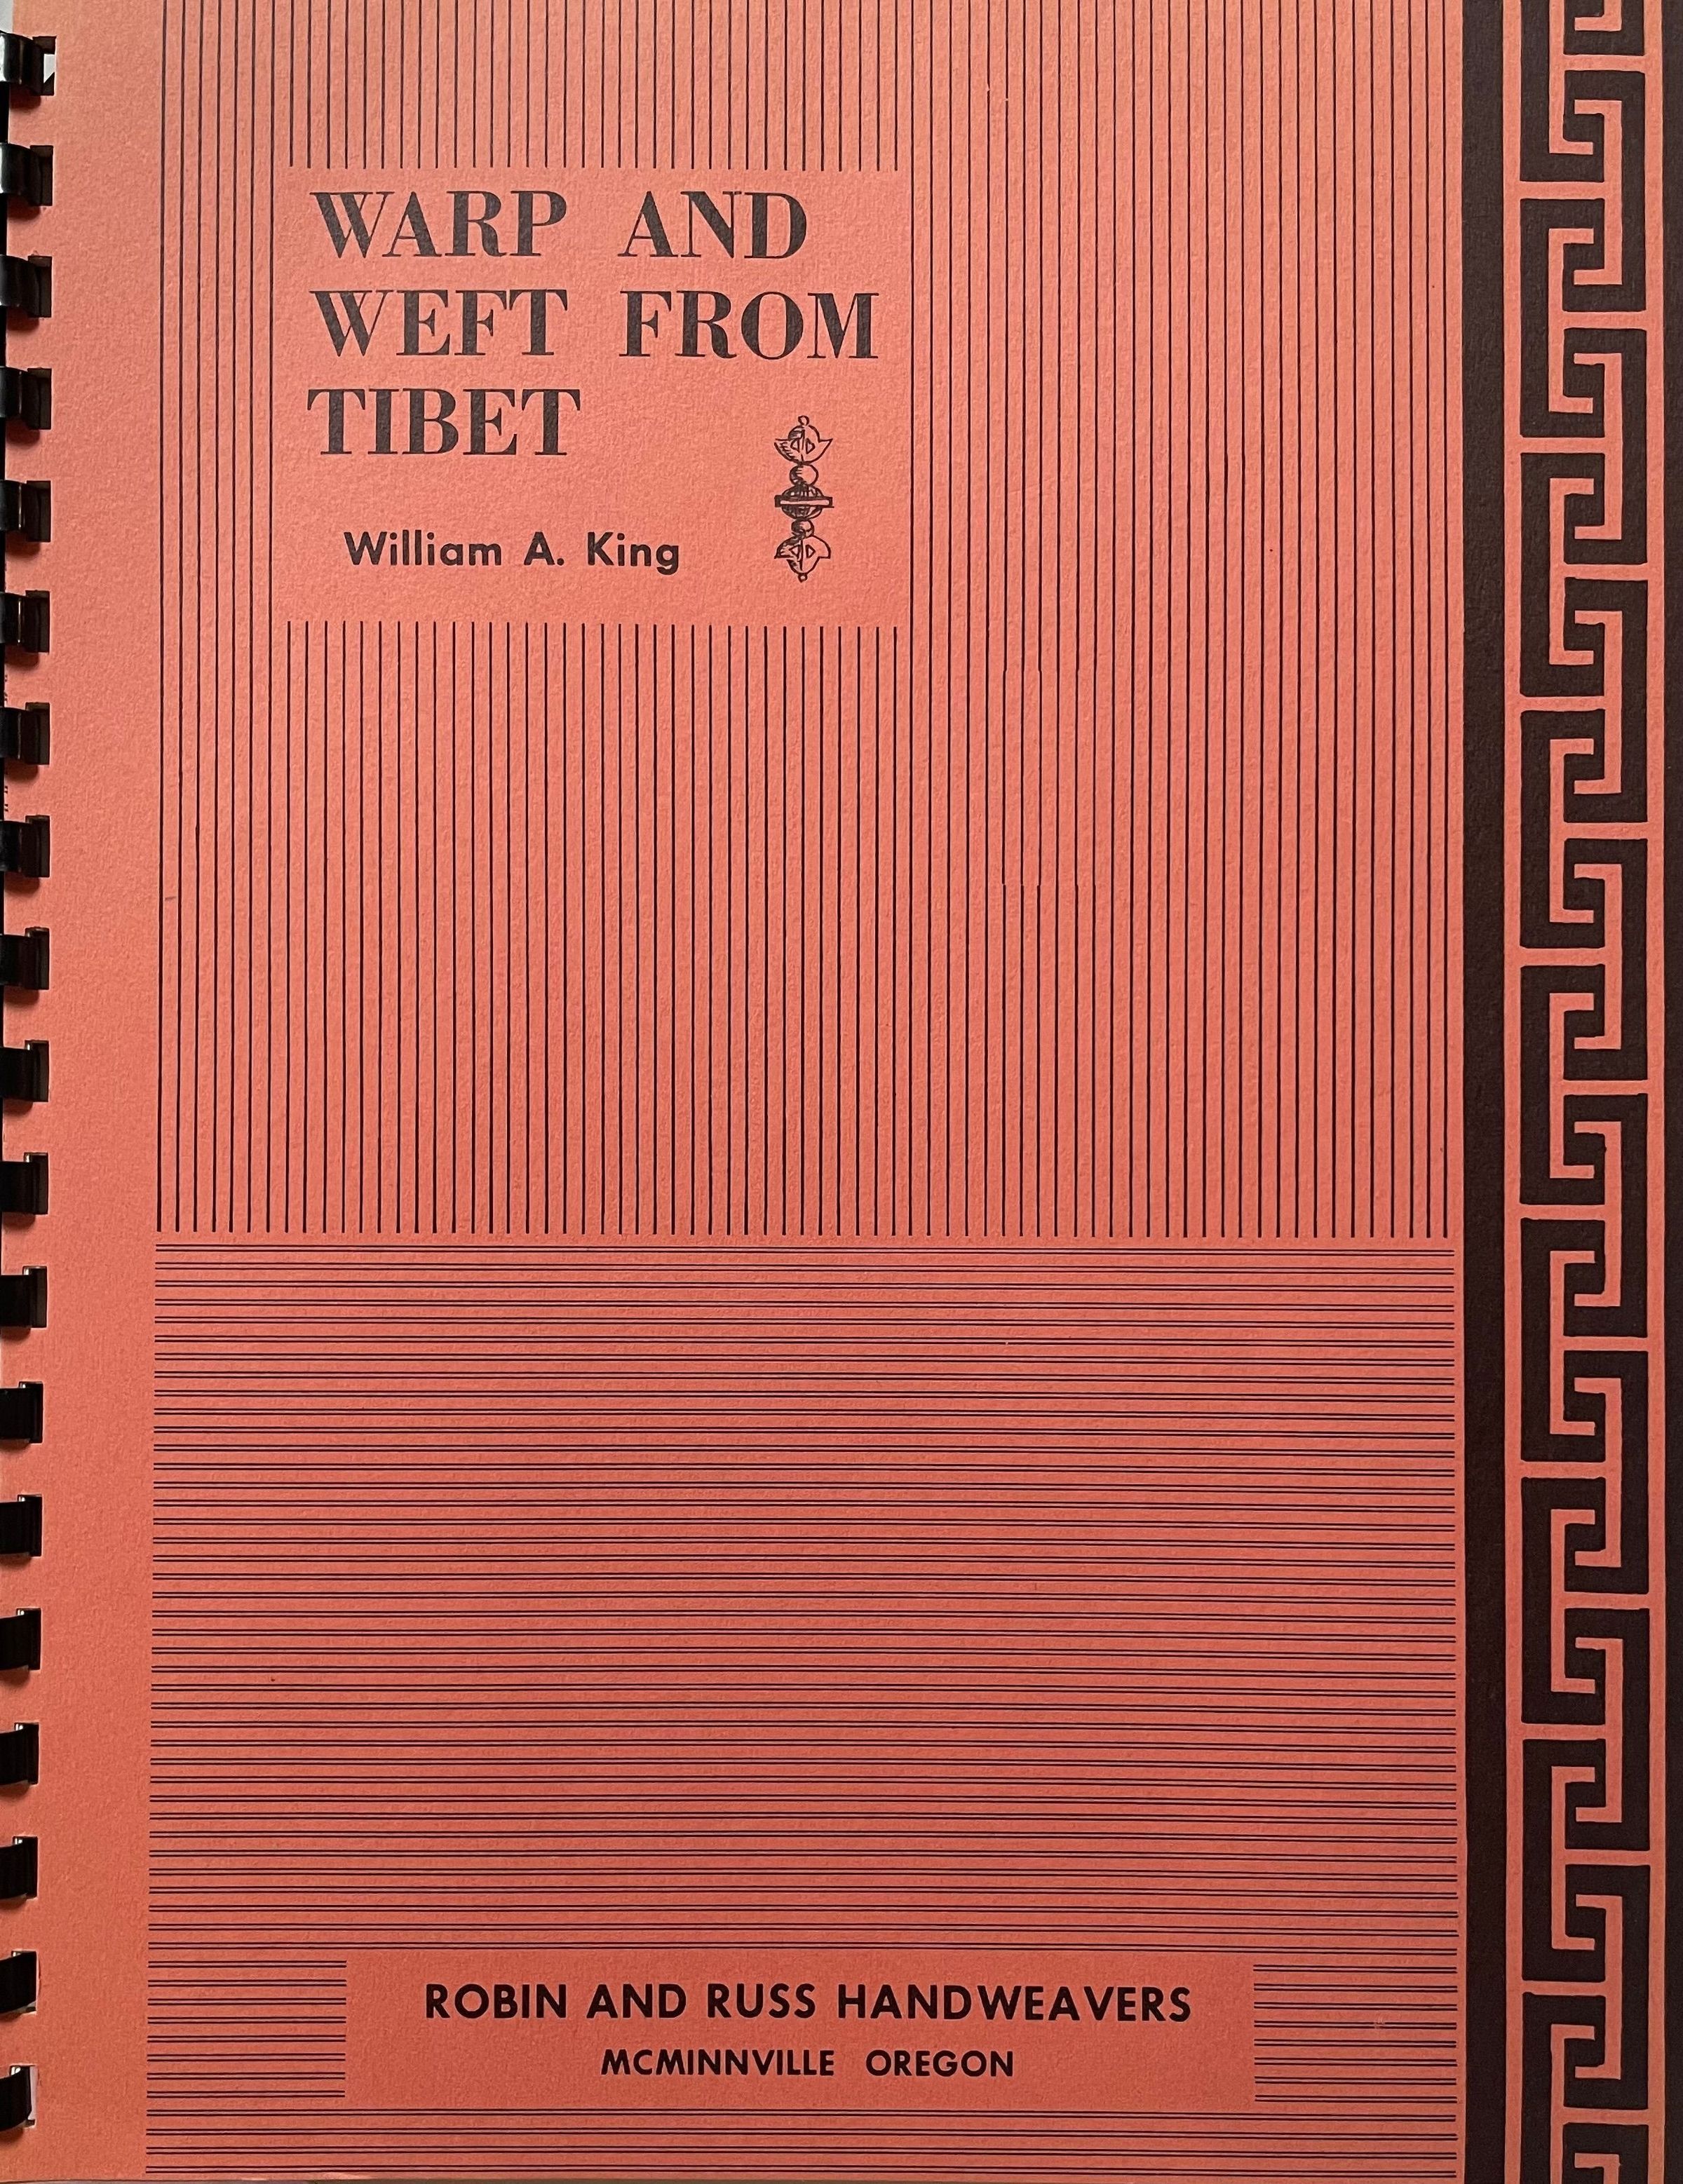 WARP AND
WEFT FROM
TIBET
William A. King
ROBIN AND RUSS HANDWEAVERS
MCMINNVILLE OREGON